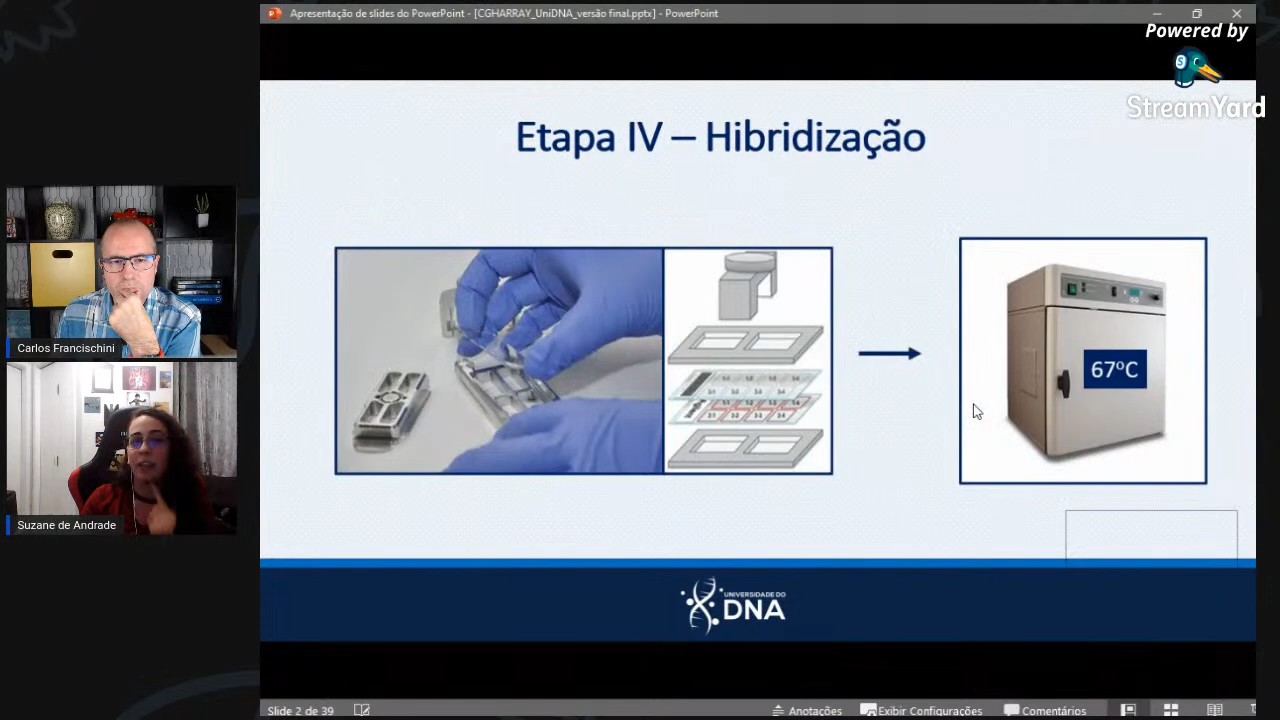 Apresentação de slides do PowerPoint - [CGHARRAY_UniDNA_versão final.pptx] - PowerPoint
Powered by
StreamYard
Etapa IV – Hibridização
67ºC
Carlos Francischini
Suzane de Andrade
UNIVERSIDADE DO
DNA
Slide 2 de 39
Anotações
Exibir Configurações
Comentários